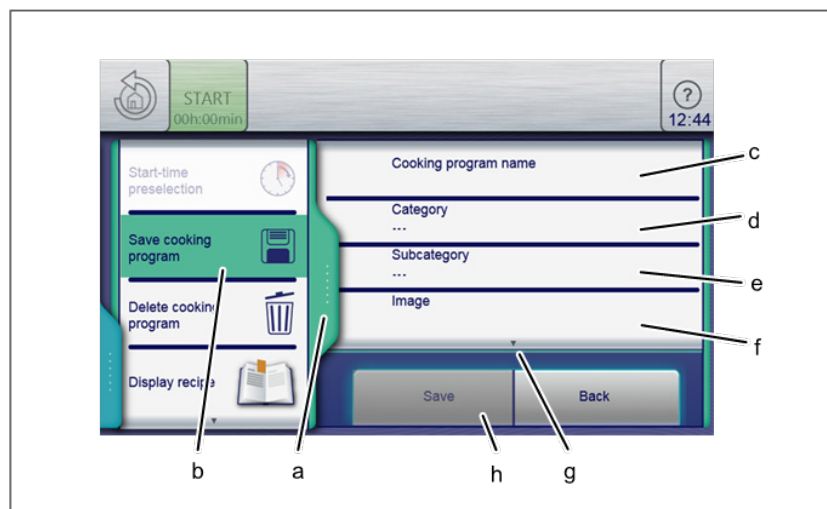 START
00h:00min
?
12:44
Start-time
preselection
Save cooking
program
Delete cooking
program
Display recipe
Cooking program name
Category
---
Subcategory
---
Image
Save
Back
c
d
e
f
b
a
h
g